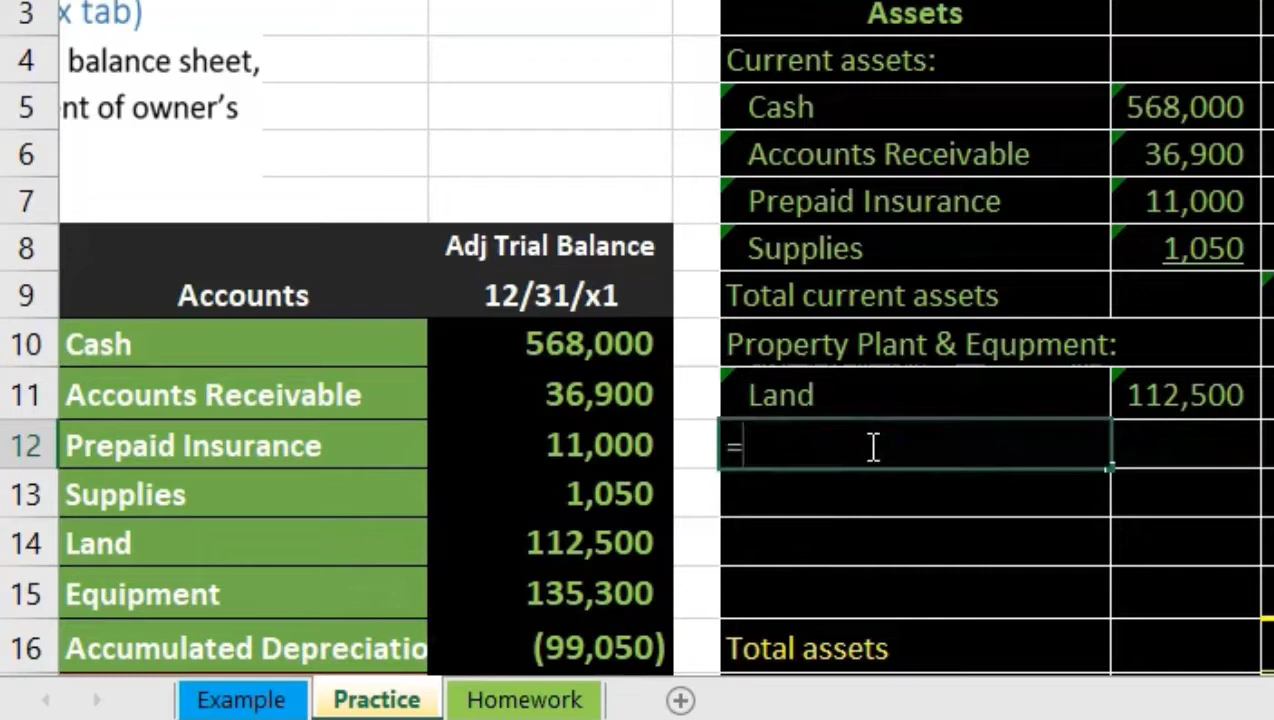 3 x tab) Assets
4 balance sheet, Current assets:
5 nt of owner's Cash 568,000
6 Accounts Receivable 36,900
7 Prepaid Insurance 11,000
8 Adj Trial Balance Supplies 1,050
9 Accounts 12/31/x1 Total current assets
10 Cash 568,000 Property Plant & Equpment:
11 Accounts Receivable 36,900 Land 112,500
12 Prepaid Insurance 11,000 =
13 Supplies 1,050
14 Land 112,500
15 Equipment 135,300
16 Accumulated Depreciatio (99,050) Total assets
Example Practice Homework